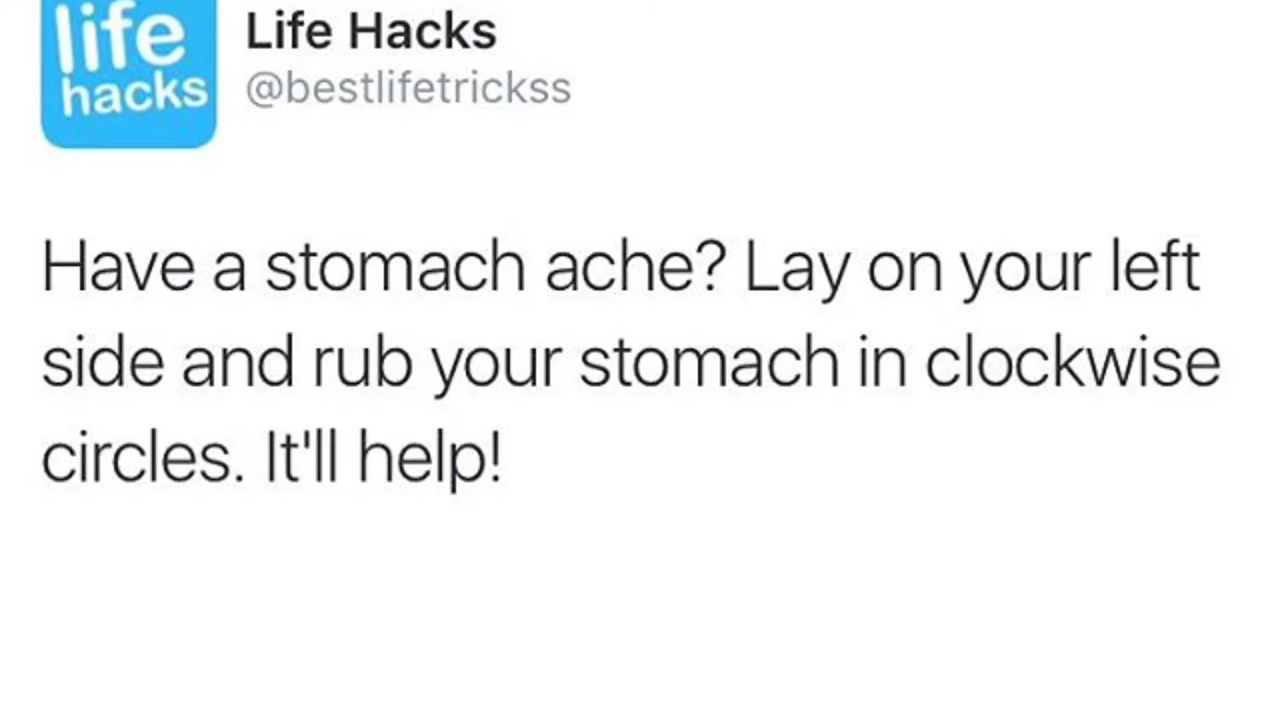 life
hacks
Life Hacks
@bestlifetrickss
Have a stomach ache? Lay on your left
side and rub your stomach in clockwise
circles. It'll help!